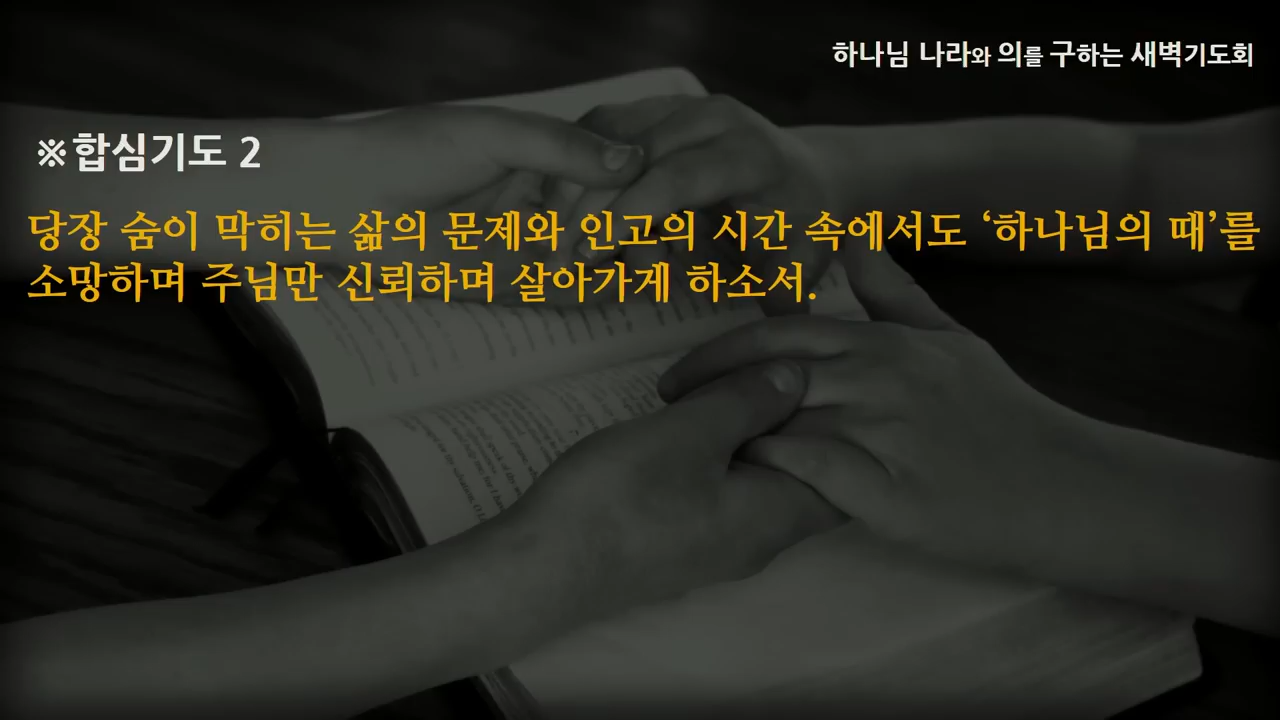 하나님 나라와 의를 구하는 새벽기도회
※합심기도 2
당장 숨이 막히는 삶의 문제와 인고의 시간 속에서도 ‘하나님의 때’를
소망하며 주님만 신뢰하며 살아가게 하소서.